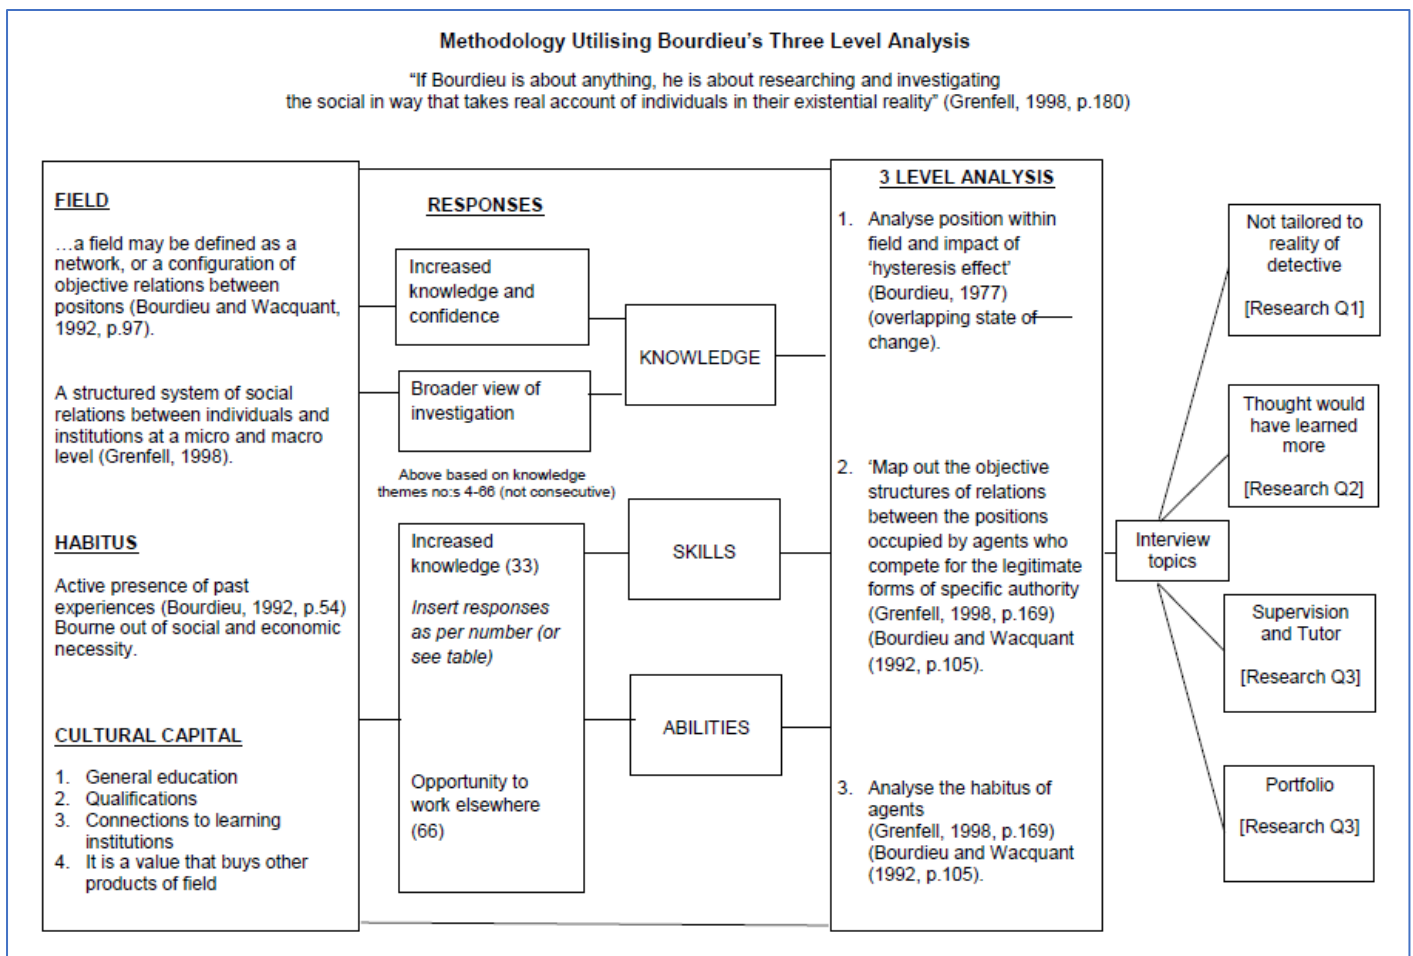 Methodology Utilising Bourdieu's Three Level Analysis
“If Bourdieu is about anything, he is about researching and investigating
the social in way that takes real account of individuals in their existential reality” (Grenfell, 1998, p.180)
FIELD
…a field may be defined as a
network, or a configuration of
objective relations between
positons (Bourdieu and Wacquant,
1992, p.97).
A structured system of social
relations between individuals and
institutions at a micro and macro
level (Grenfell, 1998).
HABITUS
Active presence of past
experiences (Bourdieu, 1992, p.54)
Bourne out of social and economic
necessity.
CULTURAL CAPITAL
1. General education
2. Qualifications
3. Connections to learning
institutions
4. It is a value that buys other
products of field
RESPONSES
Increased
knowledge and
confidence
Broader view of
investigation
Above based on knowledge
themes no:s 4-66 (not consecutive)
Increased
knowledge (33)
Insert responses
as per number (or
see table)
Opportunity to
work elsewhere
(66)
KNOWLEDGE
SKILLS
ABILITIES
3 LEVEL ANALYSIS
1. Analyse position within
field and impact of
‘hysteresis effect’
(Bourdieu, 1977)
(overlapping state of
change).
2. ‘Map out the objective
structures of relations
between the positions
occupied by agents who
compete for the legitimate
forms of specific authority
(Grenfell, 1998, p.169)
(Bourdieu and Wacquant
(1992, p.105).
3. Analyse the habitus of
agents
(Grenfell, 1998, p.169)
(Bourdieu and Wacquant
(1992, p.105).
Interview
topics
Not tailored to
reality of
detective
[Research Q1]
Thought would
have learned
more
[Research Q2]
Supervision
and Tutor
[Research Q3]
Portfolio
[Research Q3]